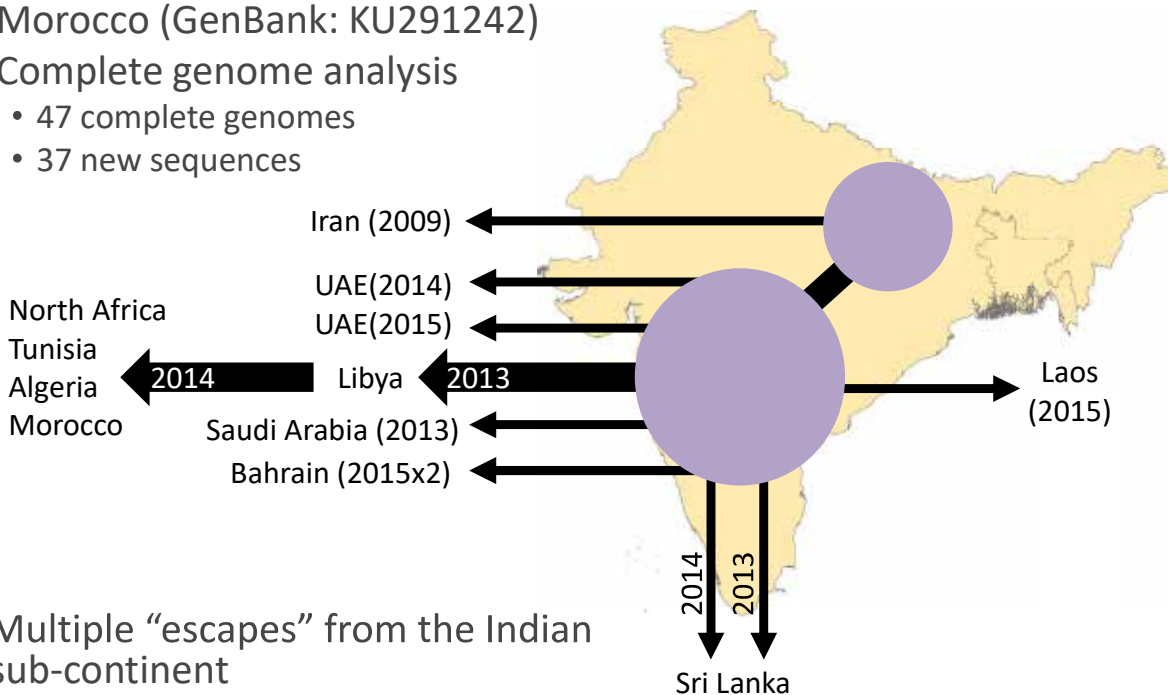 Morocco (GenBank: KU291242)
Complete genome analysis
• 47 complete genomes
• 37 new sequences
Iran (2009)
UAE(2014)
UAE(2015)
North Africa
Tunisia
Algeria
Morocco
2014
Libya
2013
Saudi Arabia (2013)
Bahrain (2015x2)
Laos
(2015)
2014
2013
Sri Lanka
Multiple “escapes” from the Indian
sub-continent